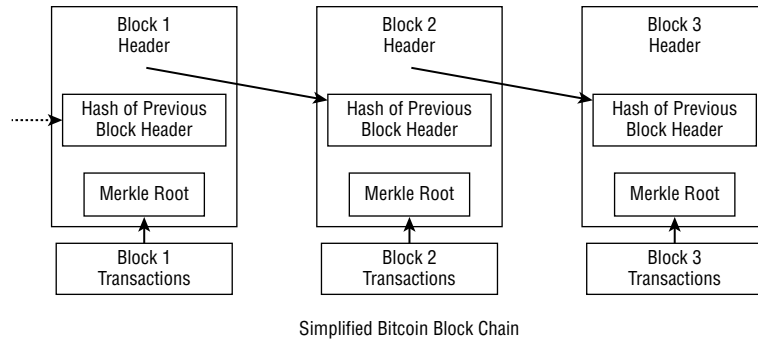 Block 1
Header
Hash of Previous
Block Header
Merkle Root
Block 1
Transactions
Block 2
Header
Hash of Previous
Block Header
Merkle Root
Block 2
Transactions
Block 3
Header
Hash of Previous
Block Header
Merkle Root
Block 3
Transactions
Simplified Bitcoin Block Chain